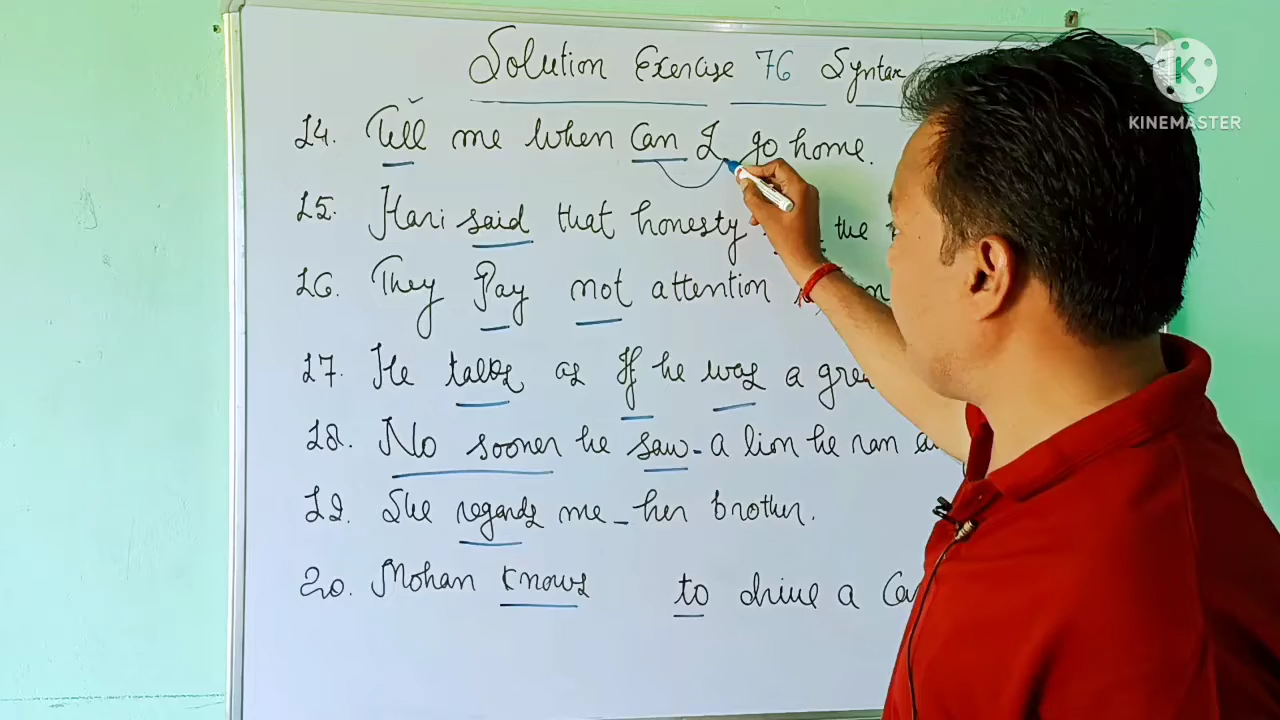 Solution Exercise 76 Syntax
14. Tell me when can I go home.
15. Hari said that honesty the
16. They Pay not attention
17. He talks as If he was a
18. No sooner he saw - a lion he ran
19. She regards me - her brother.
20. Mohan knows to drive a
K
KINEMASTER